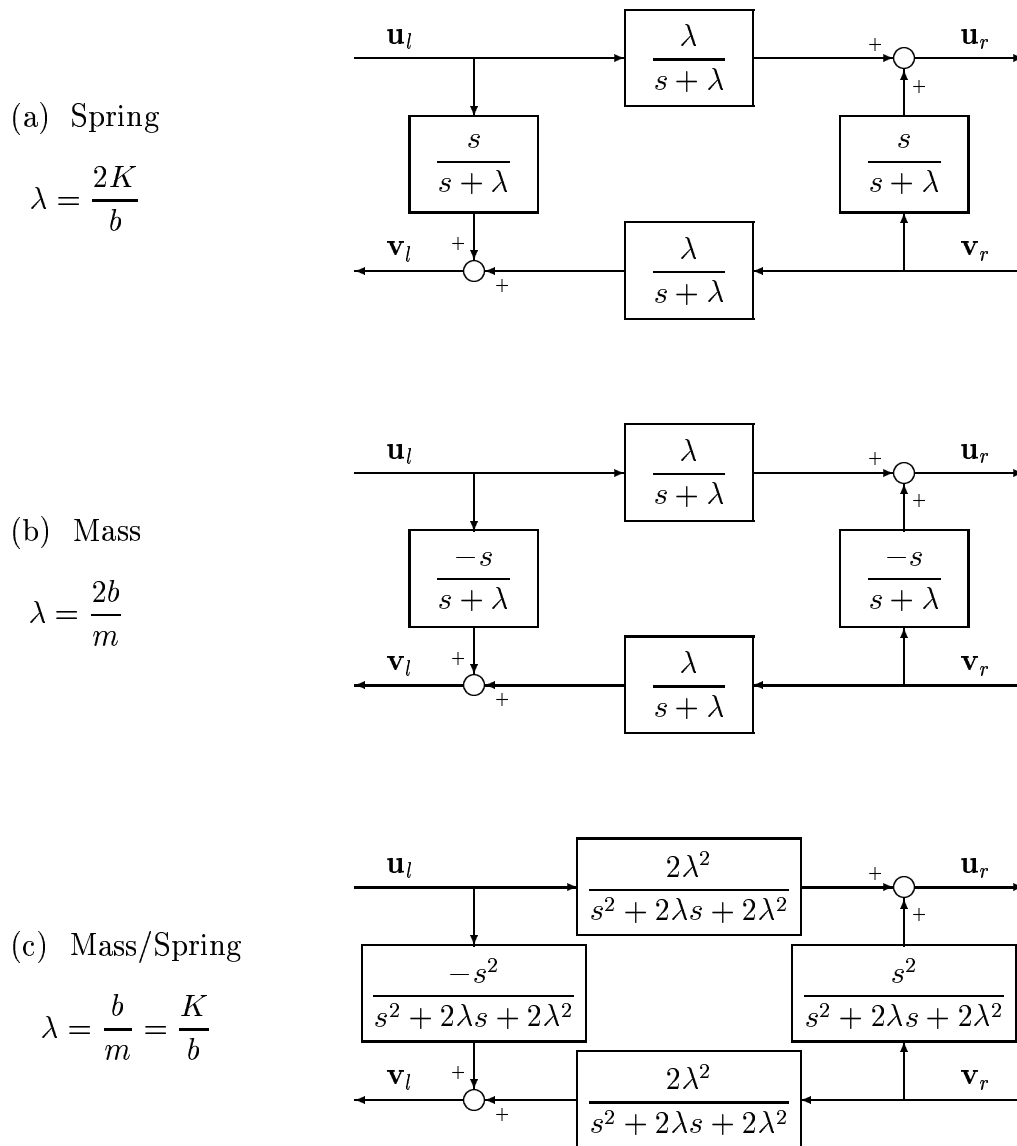 u_l
λ / (s + λ)
+
u_r
+
(a) Spring
λ = 2K / b
s / (s + λ)
s / (s + λ)
+
v_l
+
λ / (s + λ)
v_r
u_l
λ / (s + λ)
+
u_r
+
(b) Mass
λ = 2b / m
−s / (s + λ)
−s / (s + λ)
+
v_l
+
λ / (s + λ)
v_r
u_l
2λ² / (s² + 2λs + 2λ²)
+
u_r
+
(c) Mass/Spring
λ = b / m = K / b
−s² / (s² + 2λs + 2λ²)
s² / (s² + 2λs + 2λ²)
+
v_l
+
2λ² / (s² + 2λs + 2λ²)
v_r